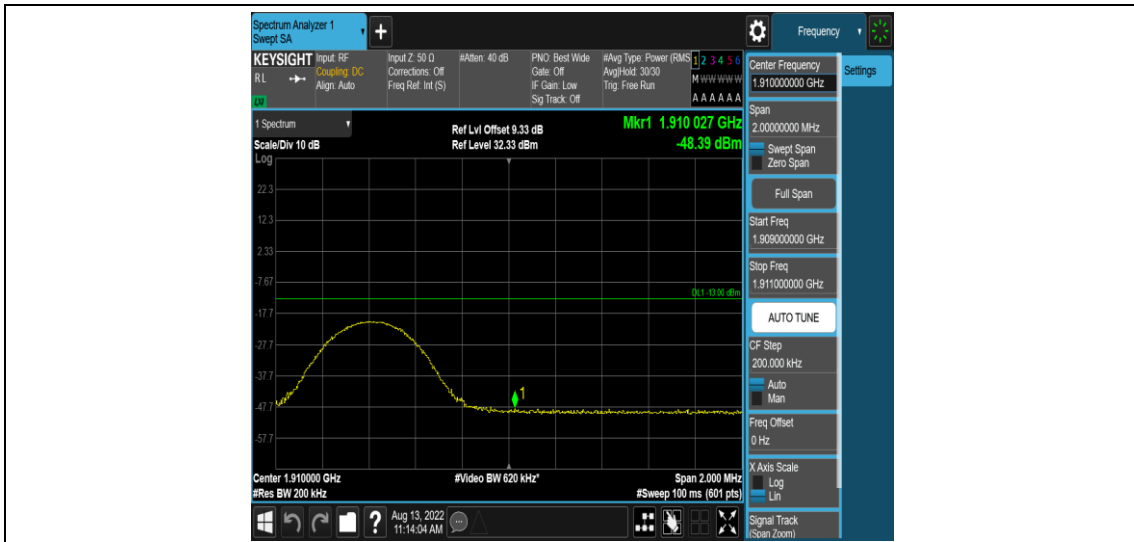 Spectrum Analyzer 1
Swept SA
+
Frequency
KEYSIGHT
RL
LM
Input: RF
Coupling: DC
Align: Auto
Input Z: 50 Ω
Corrections: Off
Freq Ref: Int (S)
#Atten: 40 dB
PNO: Best Wide
Gate: Off
IF Gain: Low
Sig Track: Off
#Avg Type: Power (RMS
Avg|Hold: 30/30
Trig: Free Run
1 2 3 4 5 6
M W W W W W
A A A A A A
1 Spectrum
Scale/Div 10 dB
Ref Lvl Offset 9.33 dB
Ref Level 32.33 dBm
Mkr1 1.910 027 GHz
-48.39 dBm
Log
22.3
12.3
2.33
-7.67
DL1 -13.00 dBm
-17.7
-27.7
-37.7
1
-47.7
-57.7
Center 1.910000 GHz
#Video BW 620 kHz*
Span 2.000 MHz
#Res BW 200 kHz
#Sweep 100 ms (601 pts)
?
Aug 13, 2022
11:14:04 AM
Center Frequency
1.910000000 GHz
Settings
Span
2.00000000 MHz
Swept Span
Zero Span
Full Span
Start Freq
1.909000000 GHz
Stop Freq
1.911000000 GHz
AUTO TUNE
CF Step
200.000 kHz
Auto
Man
Freq Offset
0 Hz
X Axis Scale
Log
Lin
Signal Track
(Span Zoom)